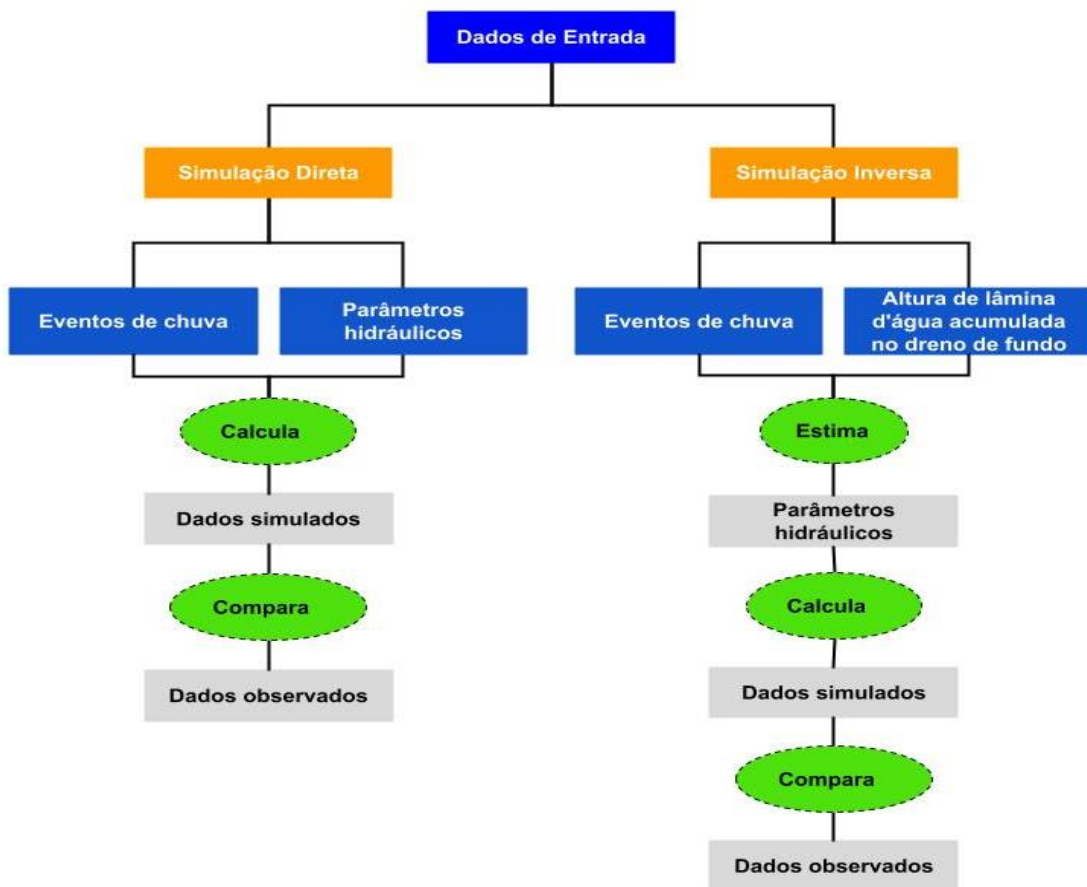 Dados de Entrada
Simulação Direta
Simulação Inversa
Eventos de chuva
Parâmetros
hidráulicos
Eventos de chuva
Altura de lâmina
d'água acumulada
no dreno de fundo
Calcula
Estima
Dados simulados
Parâmetros
hidráulicos
Compara
Calcula
Dados observados
Dados simulados
Compara
Dados observados